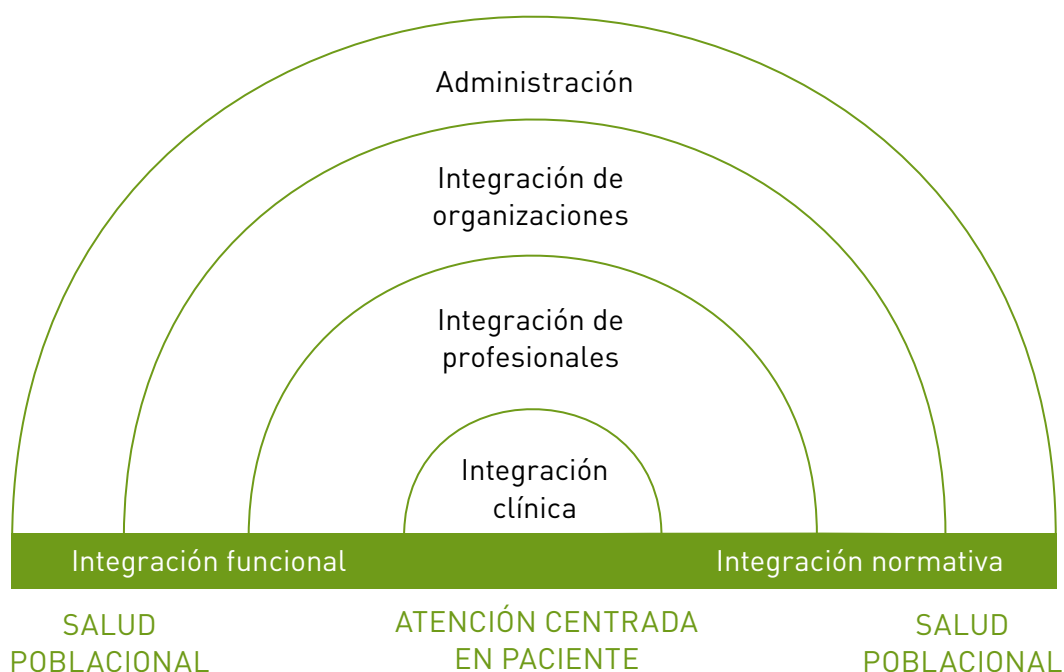 Administración
Integración de
organizaciones
Integración de
profesionales
Integración
clínica
Integración funcional
Integración normativa
SALUD
POBLACIONAL
ATENCIÓN CENTRADA
EN PACIENTE
SALUD
POBLACIONAL